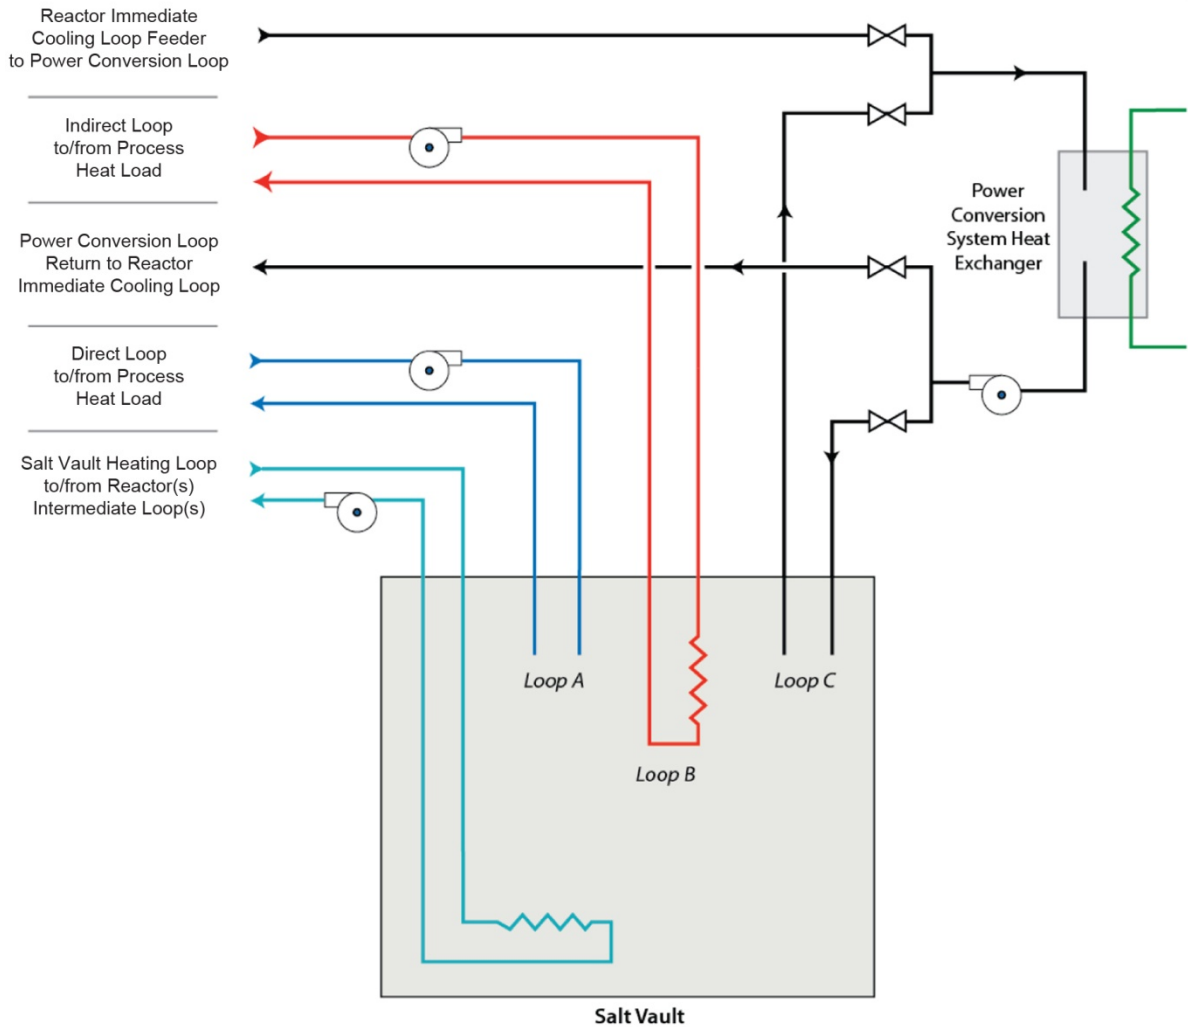 Reactor Immediate
Cooling Loop Feeder
to Power Conversion Loop
Indirect Loop
to/from Process
Heat Load
Power Conversion Loop
Return to Reactor
Immediate Cooling Loop
Direct Loop
to/from Process
Heat Load
Salt Vault Heating Loop
to/from Reactor(s)
Intermediate Loop(s)
Power
Conversion
System Heat
Exchanger
Loop A
Loop B
Loop C
Salt Vault